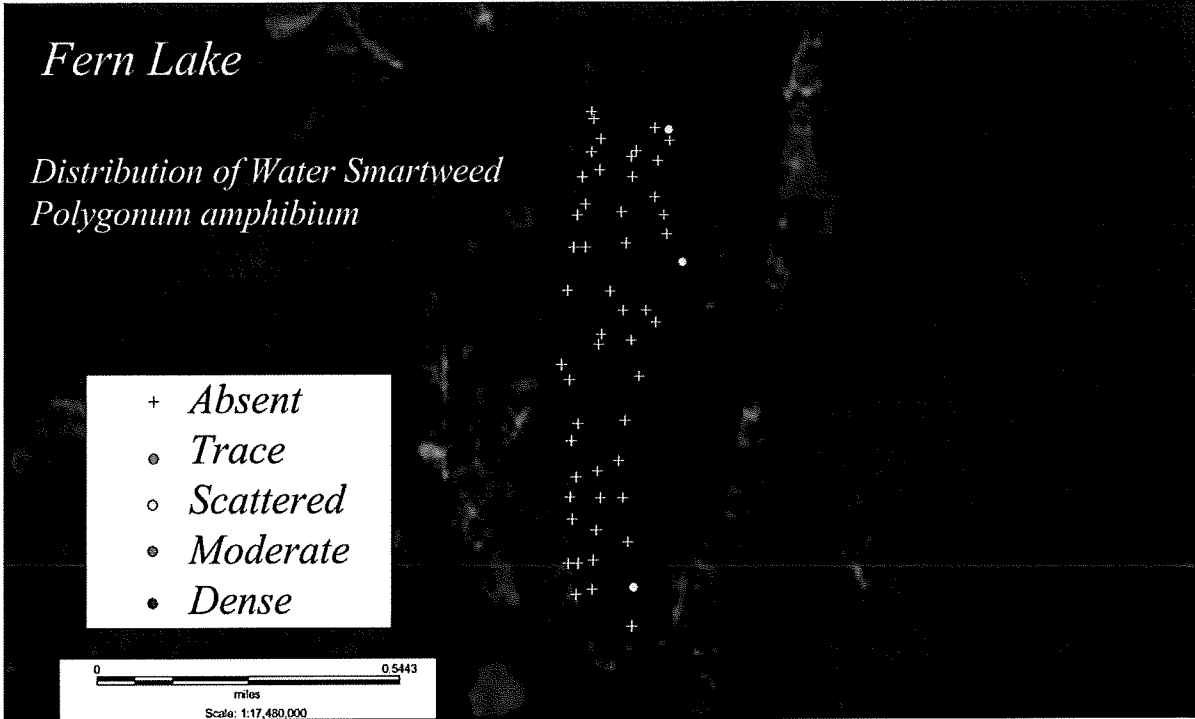 Fern Lake
Distribution of Water Smartweed
Polygonum amphibium
Absent
Trace
Scattered
Moderate
Dense
0 0.5443
miles
Scale: 1:17,480,000